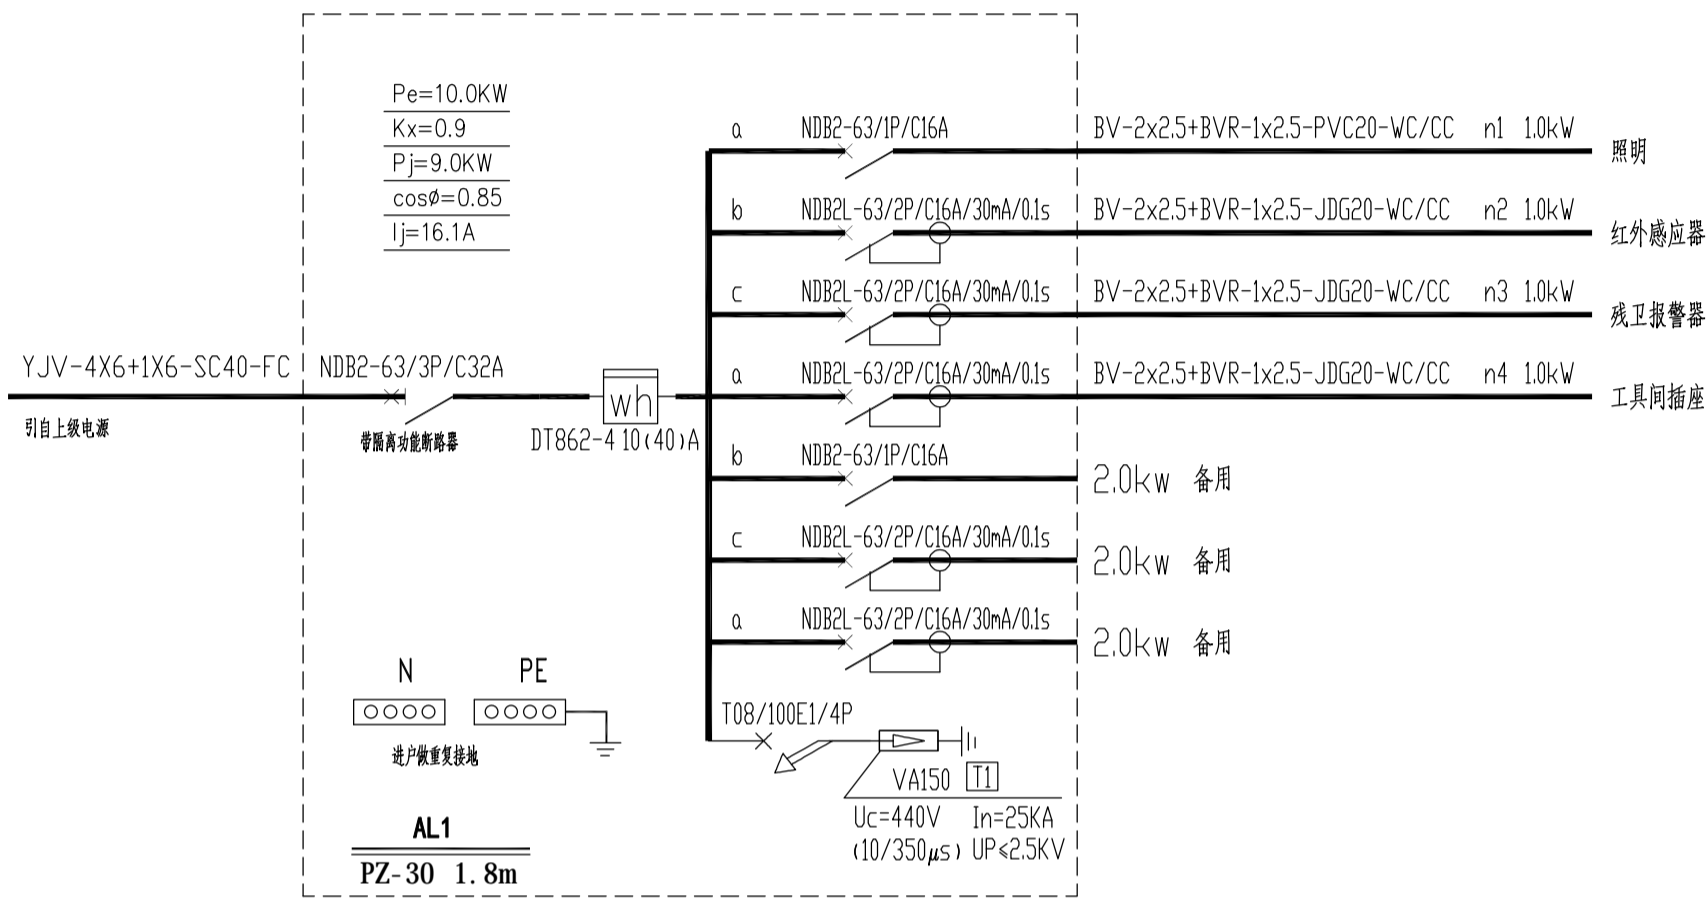 Pe=10.0KW
Kx=0.9
Pj=9.0KW
cosø=0.85
Ij=16.1A
a NDB2-63/1P/C16A BV-2x2.5+BVR-1x2.5-PVC20-WC/CC n1 1.0kW 照明
b NDB2L-63/2P/C16A/30mA/0.1s BV-2x2.5+BVR-1x2.5-JDG20-WC/CC n2 1.0kW 红外感应器
c NDB2L-63/2P/C16A/30mA/0.1s BV-2x2.5+BVR-1x2.5-JDG20-WC/CC n3 1.0kW 残卫报警器
YJV-4X6+1X6-SC40-FC NDB2-63/3P/C32A
引自上级电源 带隔离功能断路器
wh
DT862-4 10(40)A
a NDB2L-63/2P/C16A/30mA/0.1s BV-2x2.5+BVR-1x2.5-JDG20-WC/CC n4 1.0kW 工具间插座
b NDB2-63/1P/C16A 2.0kw 备用
c NDB2L-63/2P/C16A/30mA/0.1s 2.0kw 备用
a NDB2L-63/2P/C16A/30mA/0.1s 2.0kw 备用
N PE
进户做重复接地
T08/100E1/4P
VA150 T1
Uc=440V In=25KA
(10/350μs) UP≤2.5KV
AL1
PZ-30 1.8m